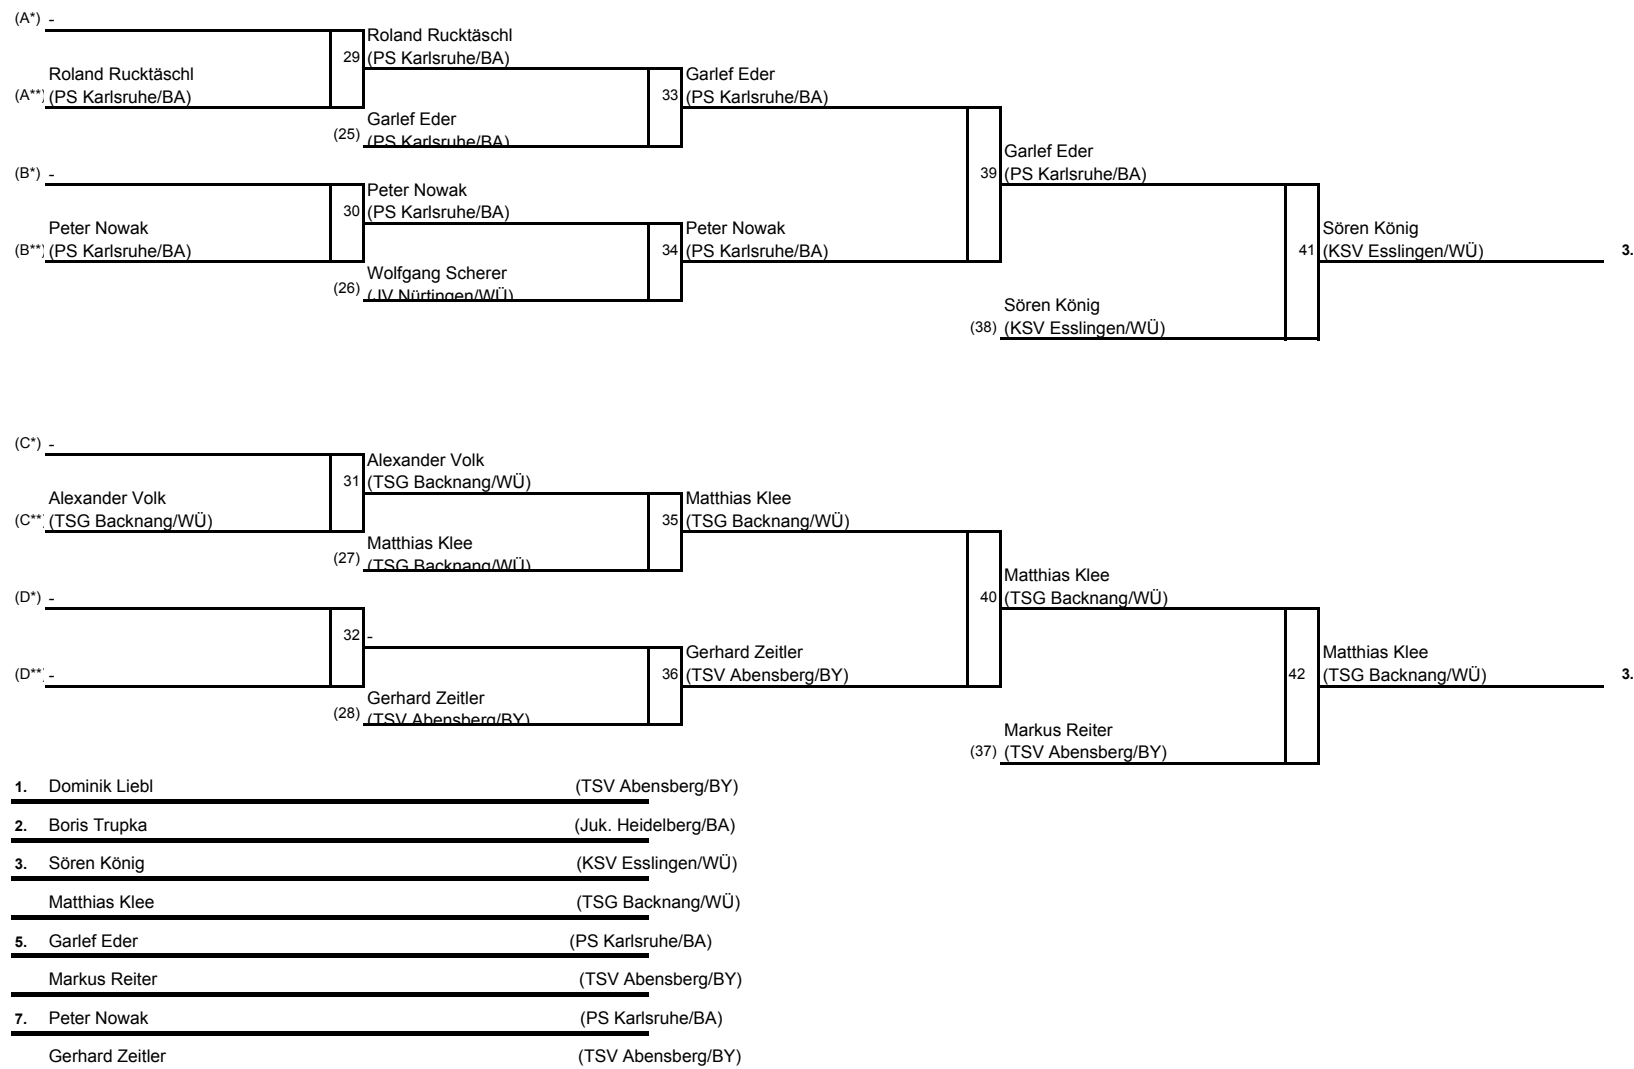 (A*) -
Roland Rucktäschl
29 (PS Karlsruhe/BA)
Roland Rucktäschl
(A**) (PS Karlsruhe/BA)
Garlef Eder
33 (PS Karlsruhe/BA)
Garlef Eder
(25) (PS Karlsruhe/BA)
Garlef Eder
39 (PS Karlsruhe/BA)
(B*) -
Peter Nowak
30 (PS Karlsruhe/BA)
Peter Nowak
(B**) (PS Karlsruhe/BA)
Peter Nowak
34 (PS Karlsruhe/BA)
Sören König
41 (KSV Esslingen/WÜ) 3.
Wolfgang Scherer
(26) (JV Nürtingen/WÜ)
Sören König
(38) (KSV Esslingen/WÜ)
(C*) -
Alexander Volk
31 (TSG Backnang/WÜ)
Alexander Volk
(C** (TSG Backnang/WÜ)
Matthias Klee
35 (TSG Backnang/WÜ)
Matthias Klee
(27) (TSG Backnang/WÜ)
Matthias Klee
40 (TSG Backnang/WÜ)
(D*) -
32 -
Gerhard Zeitler
36 (TSV Abensberg/BY)
Matthias Klee
42 (TSG Backnang/WÜ) 3.
(D** -
Gerhard Zeitler
(28) (TSV Abensberg/BY)
Markus Reiter
(37) (TSV Abensberg/BY)
1. Dominik Liebl (TSV Abensberg/BY)
2. Boris Trupka (Juk. Heidelberg/BA)
3. Sören König (KSV Esslingen/WÜ)
Matthias Klee (TSG Backnang/WÜ)
5. Garlef Eder (PS Karlsruhe/BA)
Markus Reiter (TSV Abensberg/BY)
7. Peter Nowak (PS Karlsruhe/BA)
Gerhard Zeitler (TSV Abensberg/BY)